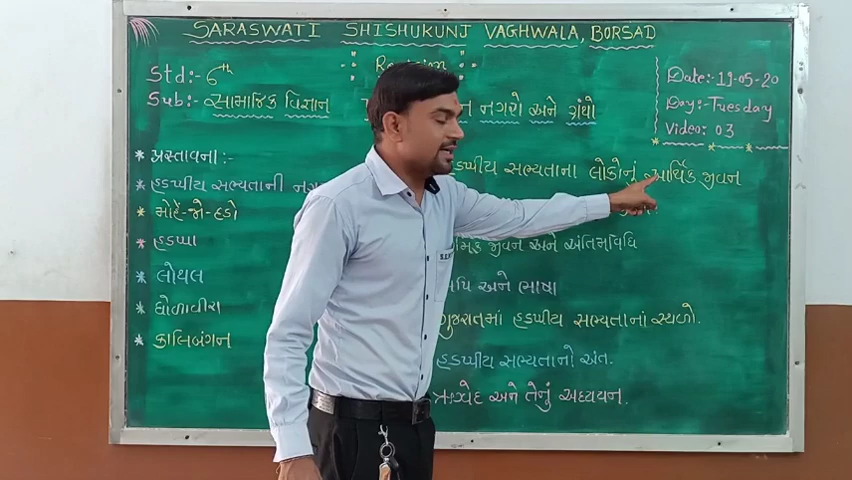 SARASWATI SHISHUKUNJ VAGHWALA, BORSAD
Std:- 6th
Sub:- સામાજિક વિજ્ઞાન
નગરો અને ગ્રંથો
Date:- 19-05-20
Day:- Tuesday
Video: 03
* પ્રસ્તાવના :-
* હડપ્પીય સભ્યતાની
* મોહેં-જો-દડો
* હડપ્પા
* લોથલ
* ધોળાવીરા
* કાલિબંગન
સભ્યતાના લોકોનું આર્થિક જીવન
જીવન અને અંતિમવિધિ
અને ભાષા
ગુજરાતમાં હડપ્પીય સભ્યતાનાં સ્થળો.
હડપ્પીય સભ્યતાનો અંત.
ઋગ્વેદ અને તેનું અધ્યયન.